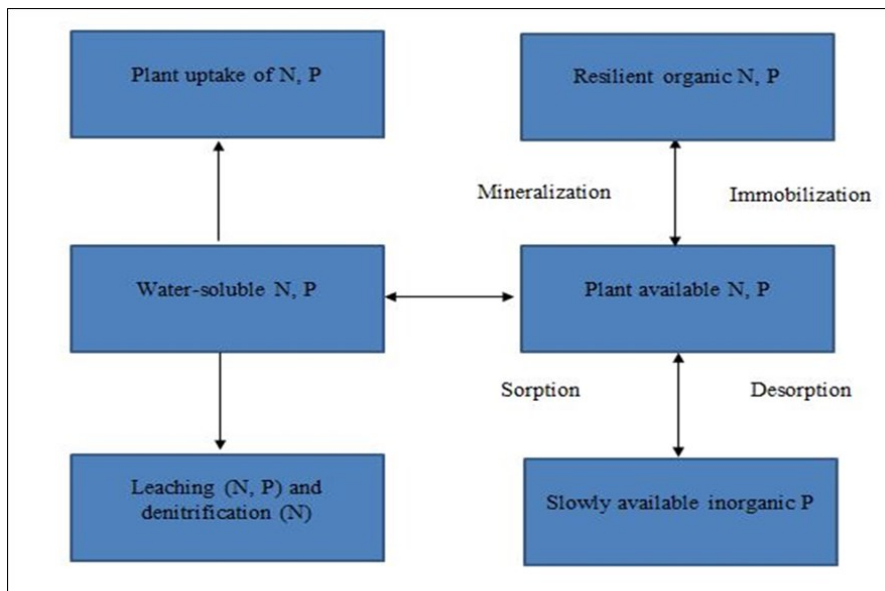 Plant uptake of N, P
Resilient organic N, P
Mineralization
Immobilization
Water-soluble N, P
Plant available N, P
Sorption
Desorption
Leaching (N, P) and
denitrification (N)
Slowly available inorganic P